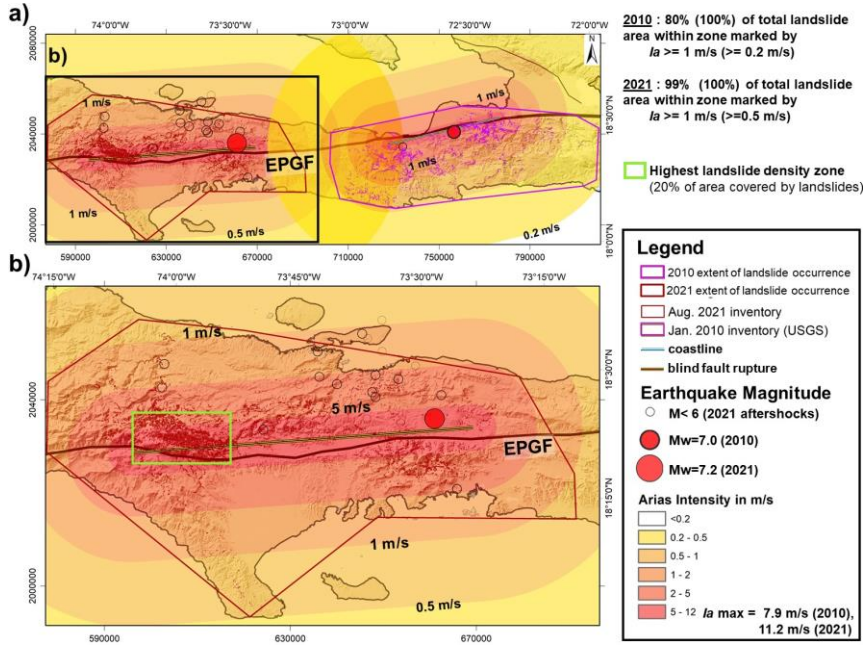 a)
74°0'0"W 73°30'0"W 73°0'0"W 72°30'0"W 72°0'0"W
2080000
2040000
2000000
N
b)
1 m/s
1 m/s
EPGF
1 m/s
1 m/s
0.5 m/s
0.2 m/s
18°30'0"N
18°0'0"N
590000 630000 670000 710000 750000 790000
b)
74°15'0"W 74°0'0"W 73°45'0"W 73°30'0"W 73°15'0"W
2040000
2000000
1 m/s
5 m/s
EPGF
1 m/s
0.5 m/s
18°30'0"N
18°15'0"N
590000 630000 670000
2010 : 80% (100%) of total landslide
area within zone marked by
Ia >= 1 m/s (>= 0.2 m/s)
2021 : 99% (100%) of total landslide
area within zone marked by
Ia >= 1 m/s (>=0.5 m/s)
Highest landslide density zone
(20% of area covered by landslides)
Legend
2010 extent of landslide occurrence
2021 extent of landslide occurrence
Aug. 2021 inventory
Jan. 2010 inventory (USGS)
coastline
blind fault rupture
Earthquake Magnitude
M< 6 (2021 aftershocks)
Mw=7.0 (2010)
Mw=7.2 (2021)
Arias Intensity in m/s
<0.2
0.2 - 0.5
0.5 - 1
1 - 2
2 - 5
5 - 12
Ia max = 7.9 m/s (2010),
11.2 m/s (2021)